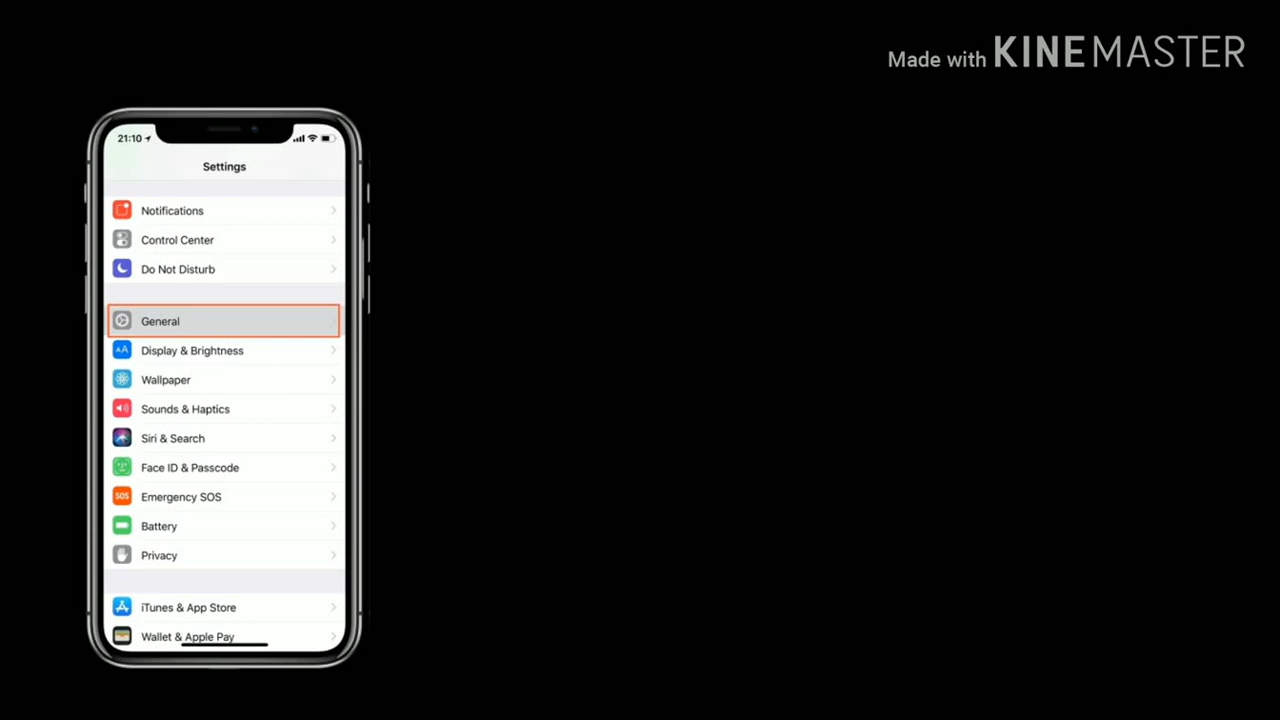 Made with KINEMASTER
21:10
Settings
Notifications
Control Center
Do Not Disturb
General
AA Display & Brightness
Wallpaper
Sounds & Haptics
Siri & Search
Face ID & Passcode
SOS Emergency SOS
Battery
Privacy
iTunes & App Store
Wallet & Apple Pay